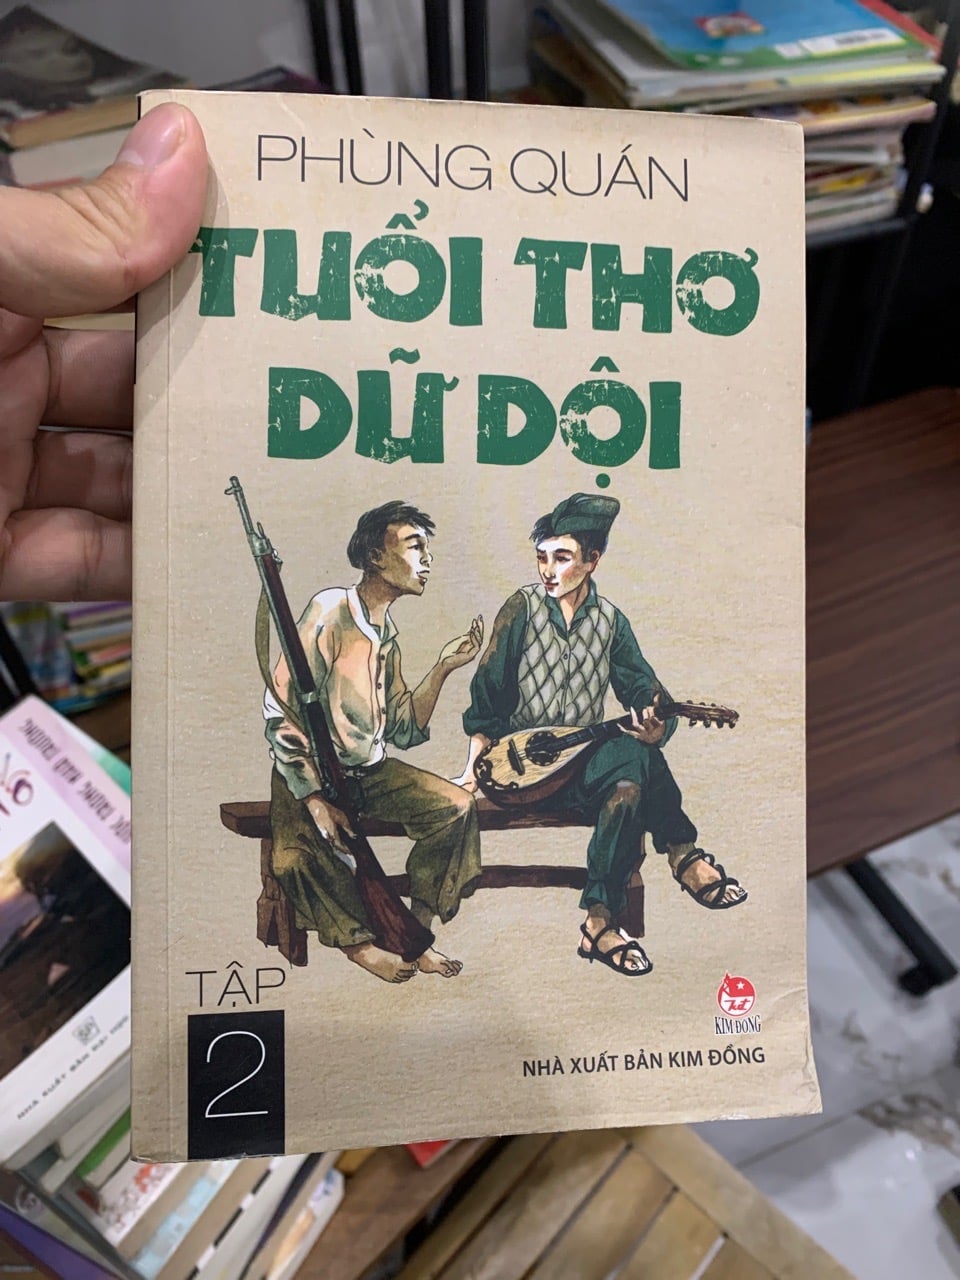 PHÙNG QUÁN
TUỔI THƠ
DỮ DỘI
TẬP
2
KIM ĐỒNG
NHÀ XUẤT BẢN KIM ĐỒNG